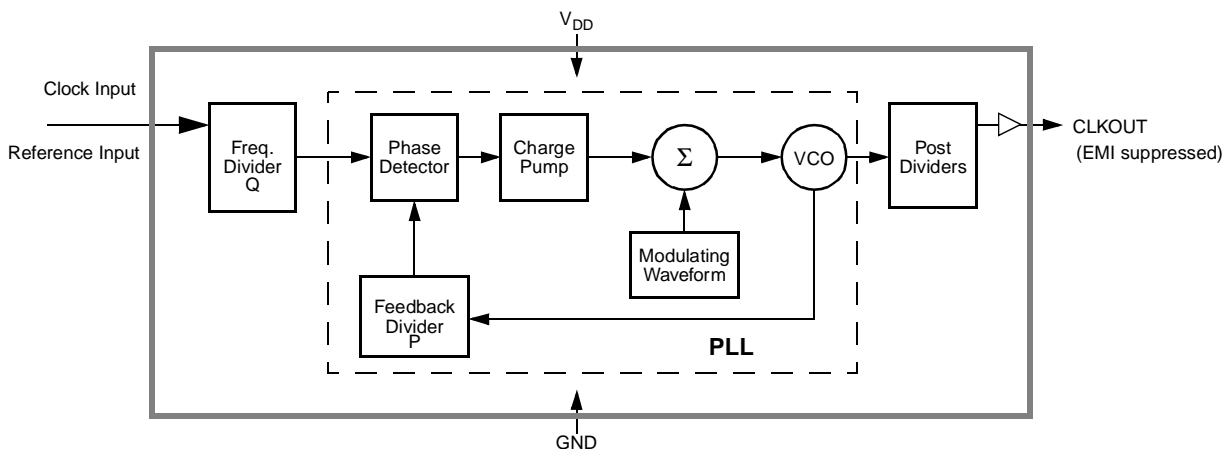 V_DD
Clock Input
Reference Input
Freq.
Divider
Q
Phase
Detector
Charge
Pump
Σ
VCO
Post
Dividers
CLKOUT
(EMI suppressed)
Modulating
Waveform
Feedback
Divider
P
PLL
GND